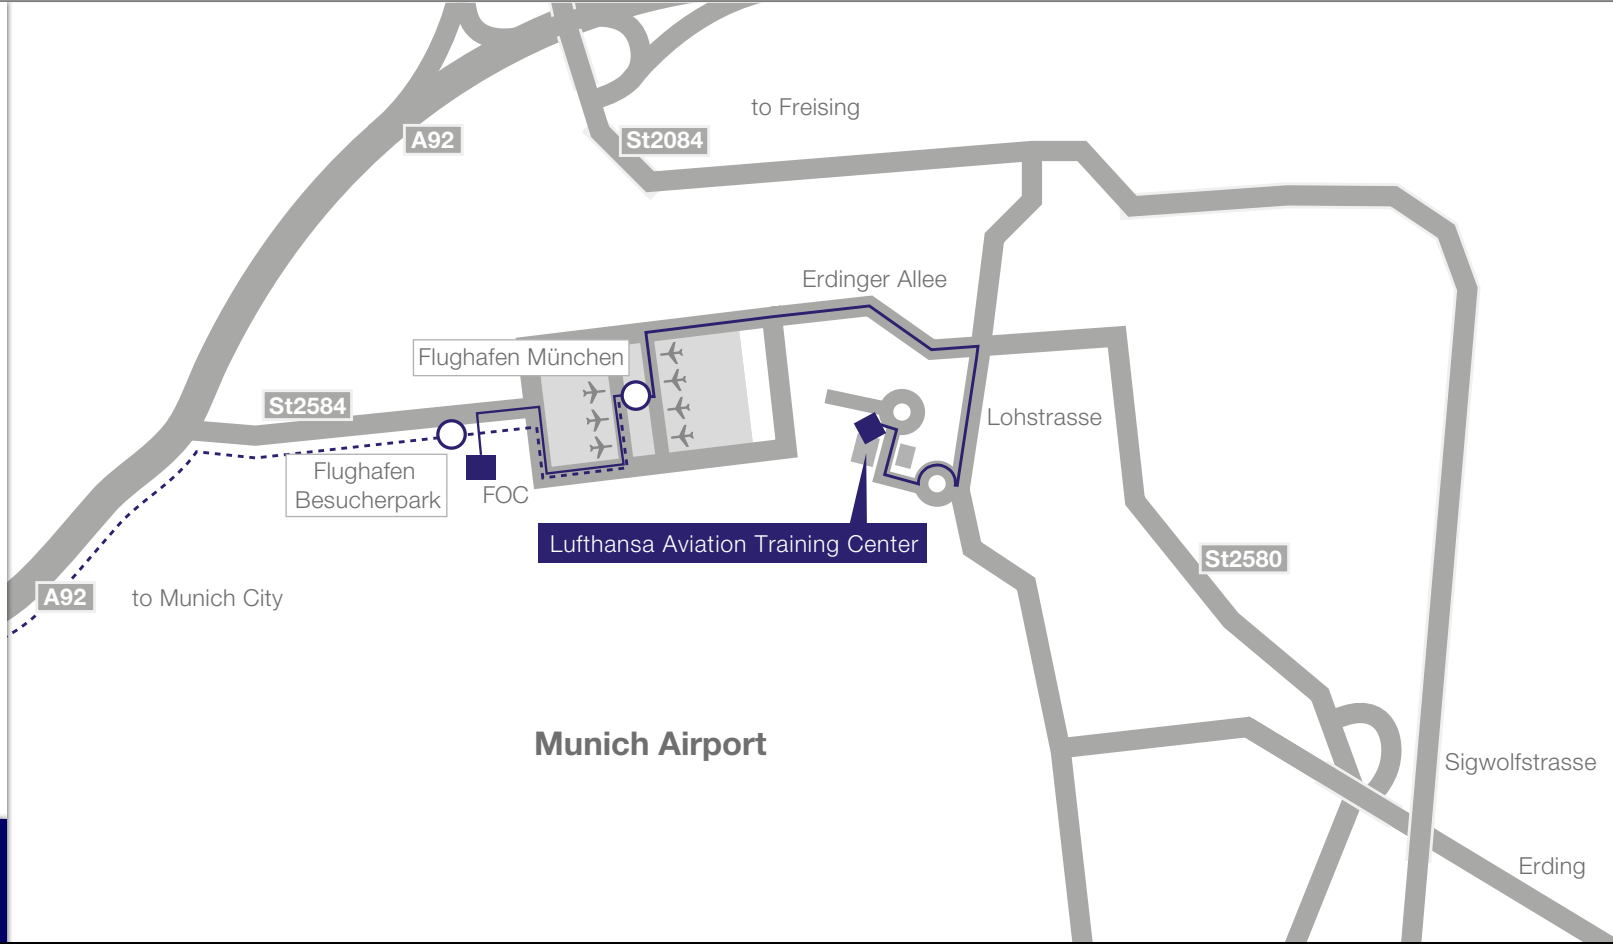 to Freising
A92
St2084
Erdinger Allee
Flughafen München
St2584
Lohstrasse
Flughafen
Besucherpark
FOC
Lufthansa Aviation Training Center
St2580
A92
to Munich City
Munich Airport
Sigwolfstrasse
Erding